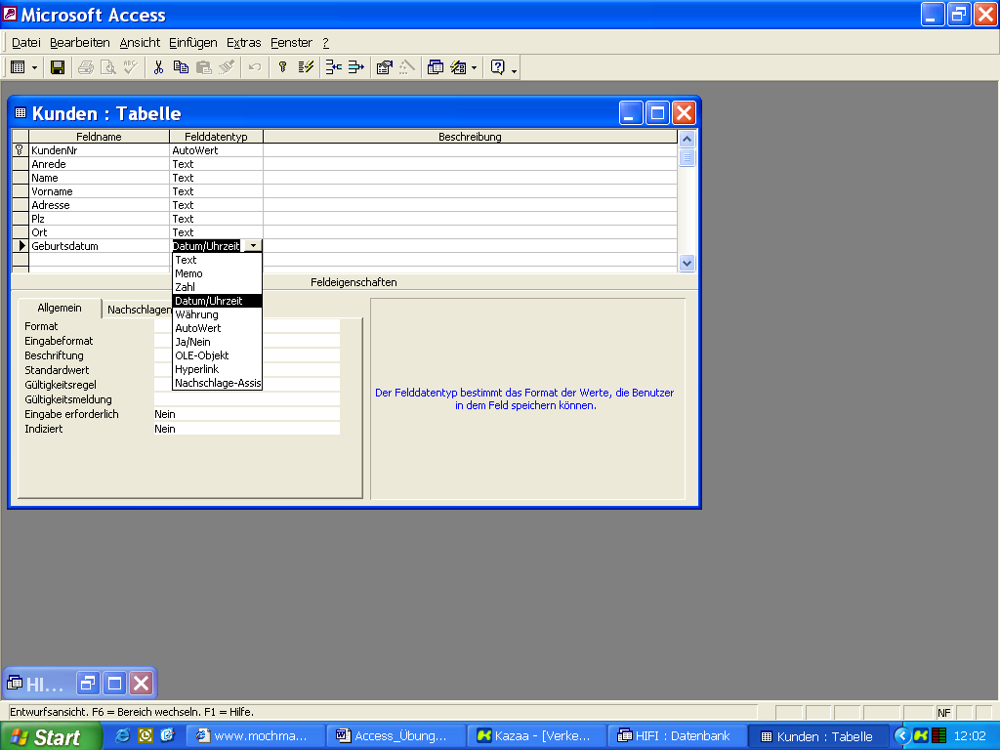 Microsoft Access
Datei Bearbeiten Ansicht Einfügen Extras Fenster ?
Kunden : Tabelle
Feldname Felddatentyp Beschreibung
KundenNr AutoWert
Anrede Text
Name Text
Vorname Text
Adresse Text
Plz Text
Ort Text
Geburtsdatum Datum/Uhrzeit
Text
Memo
Zahl
Datum/Uhrzeit
Währung
AutoWert
Ja/Nein
OLE-Objekt
Hyperlink
Nachschlage-Assis
Feldeigenschaften
Allgemein Nachschlagen
Format
Eingabeformat
Beschriftung
Standardwert
Gültigkeitsregel
Gültigkeitsmeldung
Eingabe erforderlich Nein
Indiziert Nein
Der Felddatentyp bestimmt das Format der Werte, die Benutzer
in dem Feld speichern können.
HI...
Entwurfsansicht. F6 = Bereich wechseln. F1 = Hilfe. NF
Start www.mochma... Access_Übung... Kazaa - [Verke... HIFI : Datenbank Kunden : Tabelle 12:02